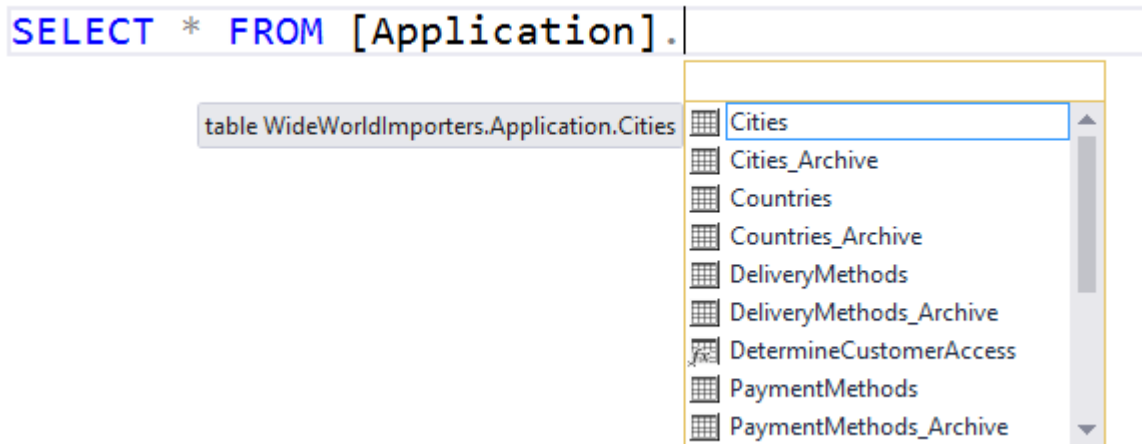 SELECT * FROM [Application].
table WideWorldImporters.Application.Cities
Cities
Cities_Archive
Countries
Countries_Archive
DeliveryMethods
DeliveryMethods_Archive
DetermineCustomerAccess
PaymentMethods
PaymentMethods_Archive